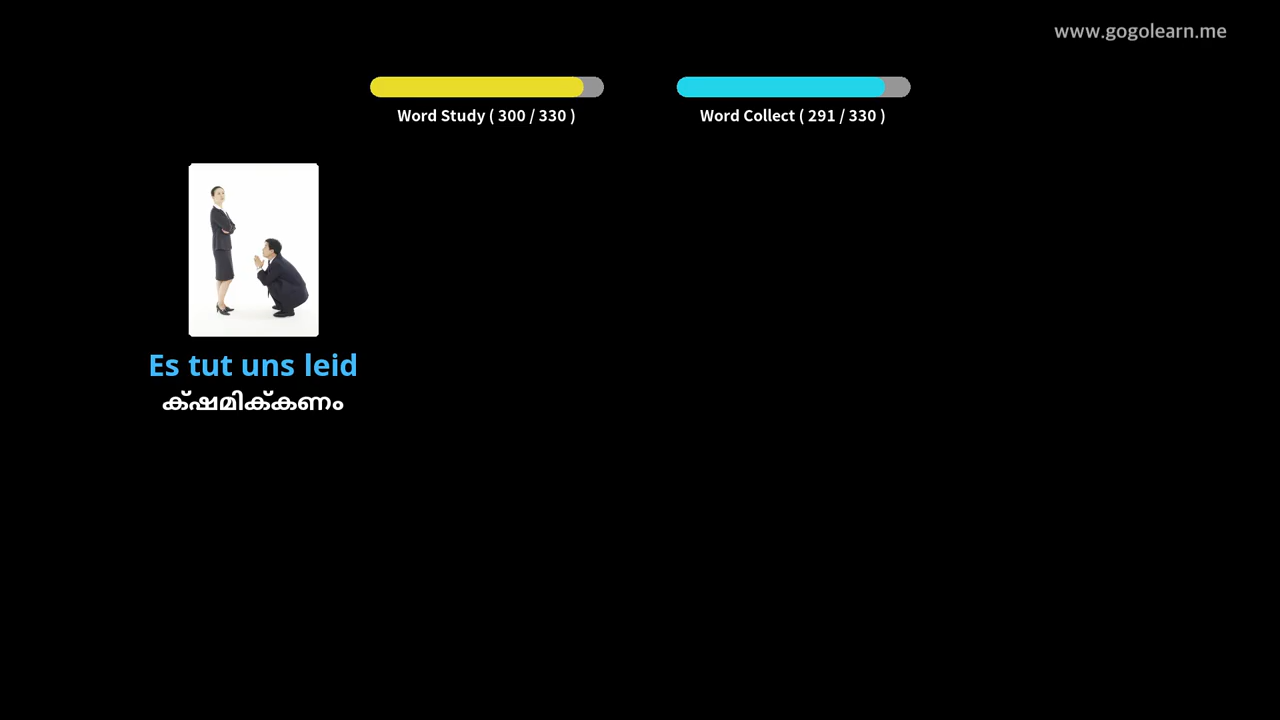 www.gogolearn.me
Word Study ( 300 / 330 )
Word Collect ( 291 / 330 )
Es tut uns leid
ക്ഷമിക്കണം